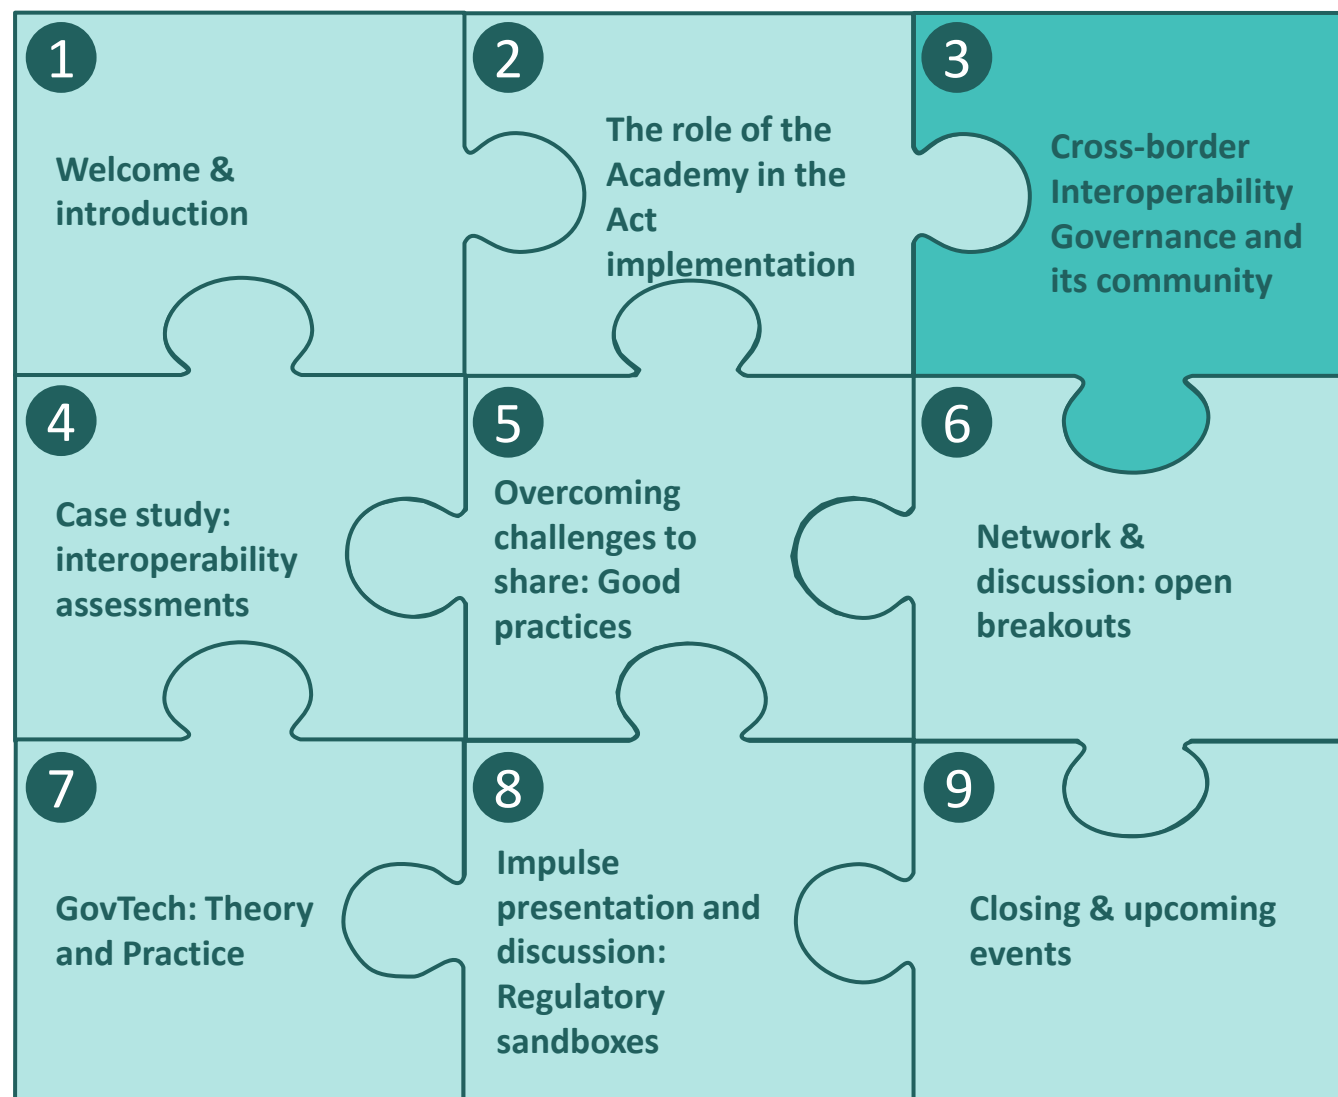 1
Welcome &
introduction
2
The role of the
Academy in the
Act
implementation
3
Cross-border
Interoperability
Governance and
its community
4
Case study:
interoperability
assessments
5
Overcoming
challenges to
share: Good
practices
6
Network &
discussion: open
breakouts
7
GovTech: Theory
and Practice
8
Impulse
presentation and
discussion:
Regulatory
sandboxes
9
Closing & upcoming
events